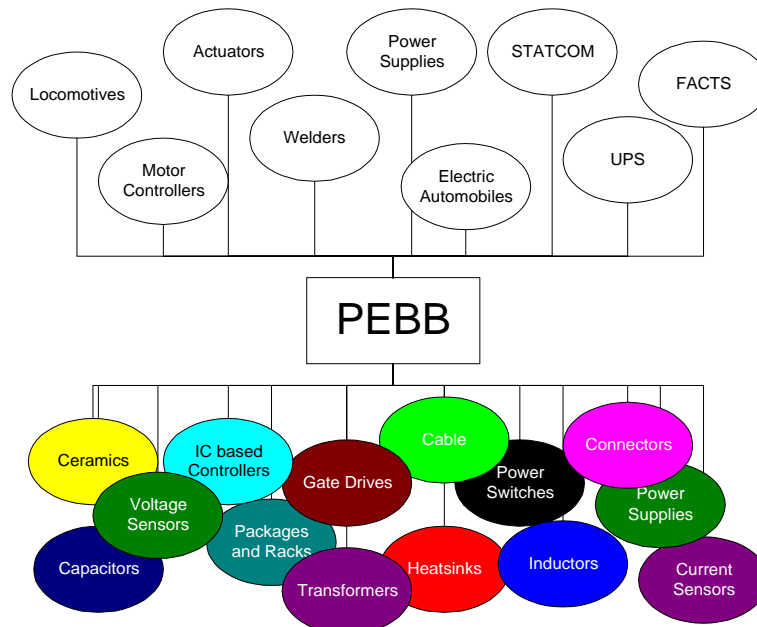 Actuators
Power
Supplies
STATCOM
Locomotives
FACTS
Welders
Motor
Controllers
Electric
Automobiles
UPS
PEBB
Ceramics
IC based
Controllers
Cable
Connectors
Gate Drives
Power
Switches
Voltage
Sensors
Power
Supplies
Packages
and Racks
Capacitors
Transformers
Heatsinks
Inductors
Current
Sensors